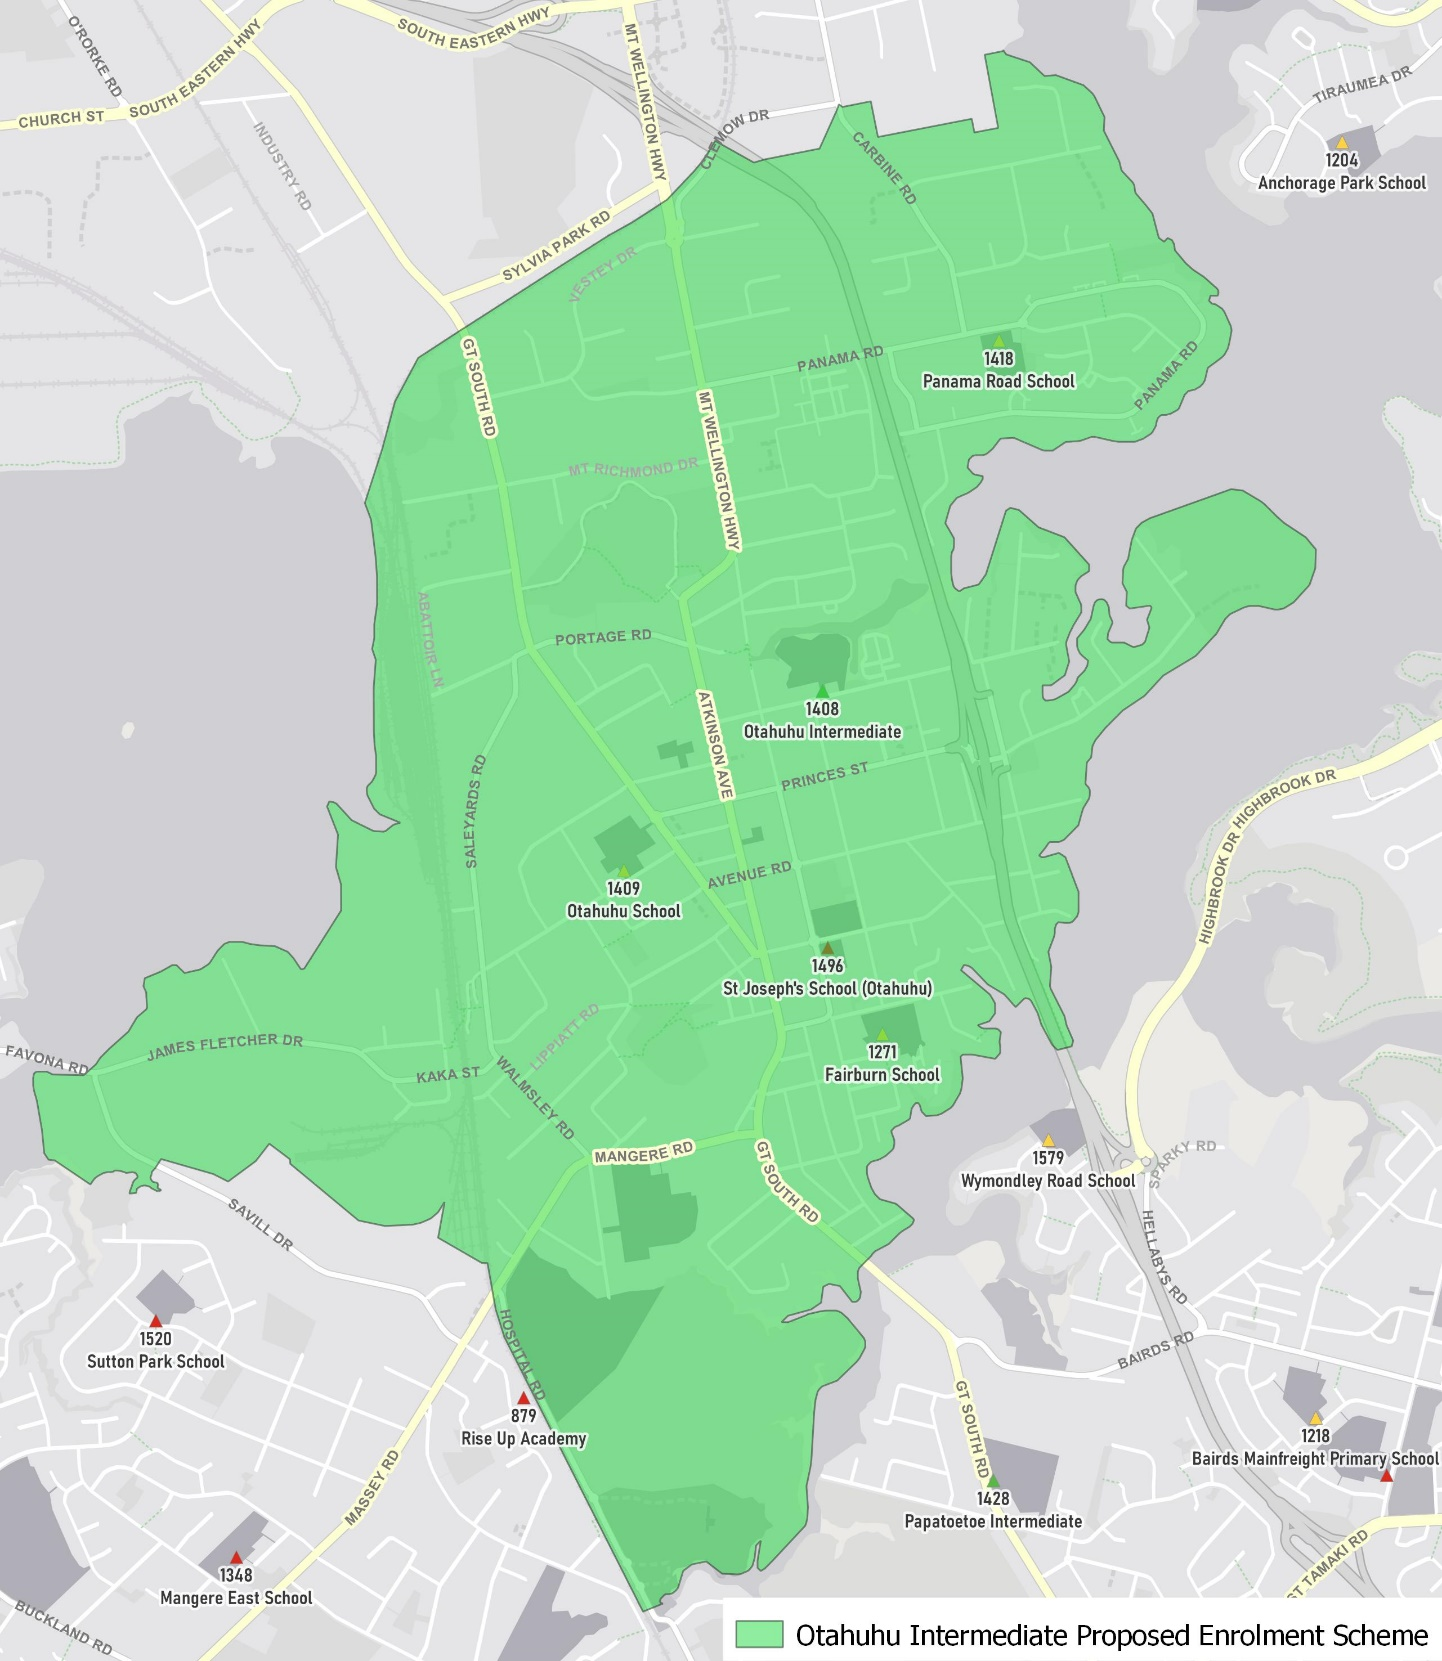 O'RORKE RD
SOUTH EASTERN HWY
MT WELLINGTON HWY
CHURCH ST
SOUTH EASTERN HWY
INDUSTRY RD
CLEMOW DR
CARBINE RD
TIRAUMEA DR
1204
Anchorage Park School
SYLVIA PARK RD
VESTEY DR
GT SOUTH RD
PANAMA RD
1418
Panama Road School
PANAMA RD
MT WELLINGTON HWY
MT RICHMOND DR
ABATTOIR LN
PORTAGE RD
1408
Otahuhu Intermediate
ATKINSON AVE
PRINCES ST
SALEYARDS RD
HIGHBROOK DR
HIGHBROOK DR
1409
Otahuhu School
AVENUE RD
1496
St Joseph's School (Otahuhu)
FAVONA RD
JAMES FLETCHER DR
KAKA ST
LIPPIATT RD
WALMSLEY RD
1271
Fairburn School
MANGERE RD
GT SOUTH RD
1579
Wymondley Road School
SPARKY RD
HELLABYS RD
SAVILL DR
1520
Sutton Park School
HOSPITAL RD
BAIRDS RD
879
Rise Up Academy
GT SOUTH RD
1218
Bairds Mainfreight Primary School
MASSEY RD
1428
Papatoetoe Intermediate
1348
Mangere East School
ST TAMAKI RD
BUCKLAND RD
Otahuhu Intermediate Proposed Enrolment Scheme